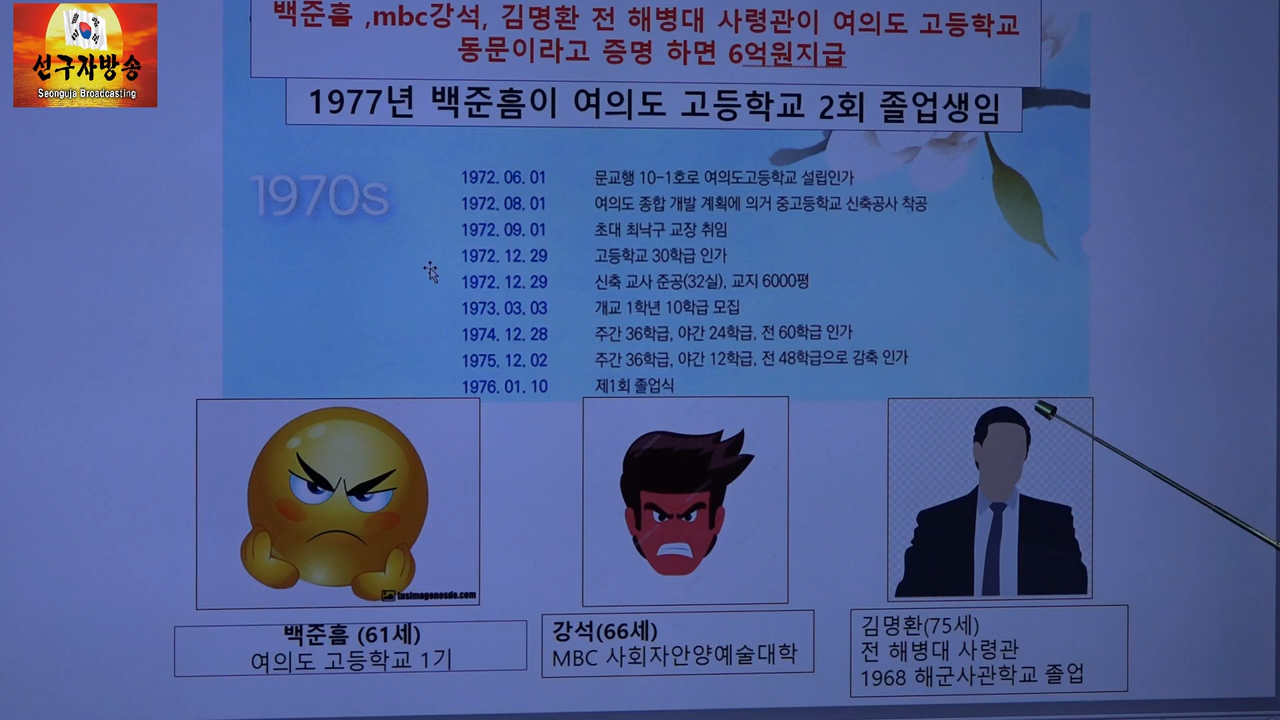 선구자방송
Seonguja Broadcasting
백준흠 ,mbc강석, 김명환 전 해병대 사령관이 여의도 고등학교
동문이라고 증명 하면 6억원지급
1977년 백준흠이 여의도 고등학교 2회 졸업생임
1970s
1972. 06. 01 문교행 10-1호로 여의도고등학교 설립인가
1972. 08. 01 여의도 종합 개발 계획에 의거 중고등학교 신축공사 착공
1972. 09. 01 초대 최낙구 교장 취임
1972. 12. 29 고등학교 30학급 인가
1972. 12. 29 신축 교사 준공(32실), 교지 6000평
1973. 03. 03 개교 1학년 10학급 모집
1974. 12. 28 주간 36학급, 야간 24학급, 전 60학급 인가
1975. 12. 02 주간 36학급, 야간 12학급, 전 48학급으로 감축 인가
1976. 01. 10 제1회 졸업식
tusimagenesde.com
백준흠 (61세)
여의도 고등학교 1기
강석(66세)
MBC 사회자안양예술대학
김명환(75세)
전 해병대 사령관
1968 해군사관학교 졸업